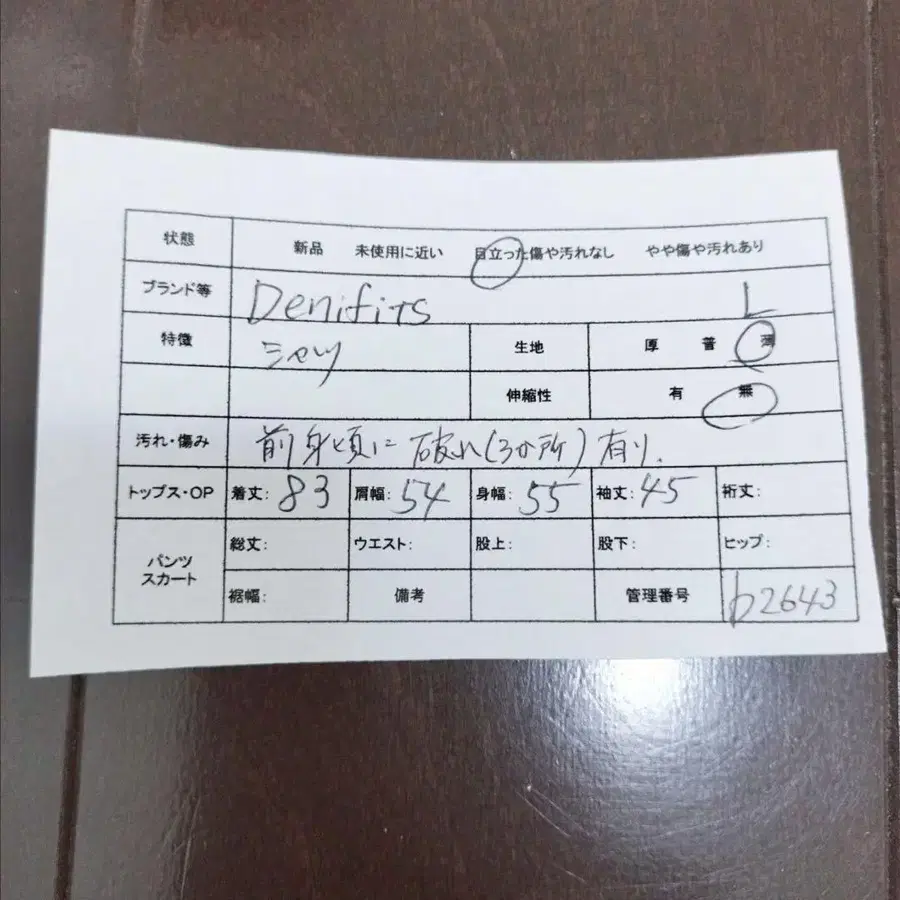 状態 新品 未使用に近い 目立った傷や汚れなし やや傷や汚れあり
ブランド等 Denifits L
特徴 シャツ 生地 厚 普 薄
伸縮性 有 無
汚れ・傷み 前身頃に破れ(3か所)有り.
トップス・OP 着丈: 83 肩幅: 54 身幅: 55 袖丈: 45 裄丈:
パンツ スカート 総丈: ウエスト: 股上: 股下: ヒップ:
裾幅: 備考 管理番号 b2643